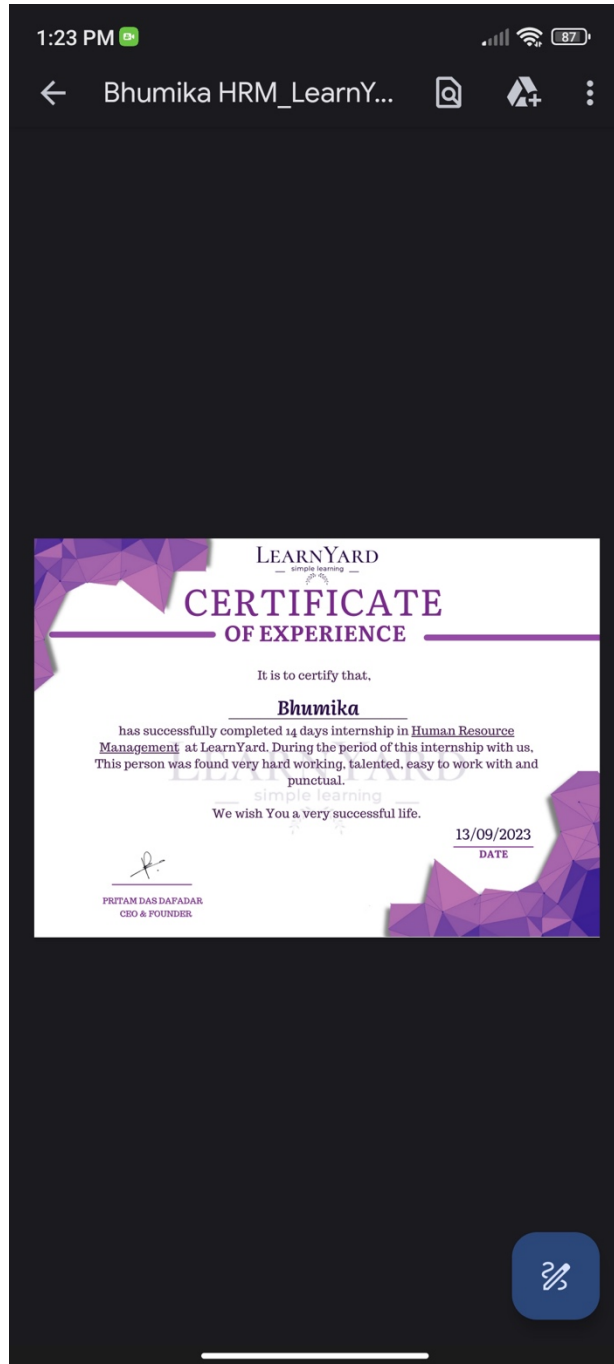 1:23 PM
87
Bhumika HRM_LearnY...
LEARNYARD
simple learning
CERTIFICATE
OF EXPERIENCE
It is to certify that,
Bhumika
has successfully completed 14 days internship in Human Resource
Management at LearnYard. During the period of this internship with us,
This person was found very hard working, talented, easy to work with and
punctual.
LEARNYARD
simple learning
We wish You a very successful life.
13/09/2023
DATE
PRITAM DAS DAFADAR
CEO & FOUNDER